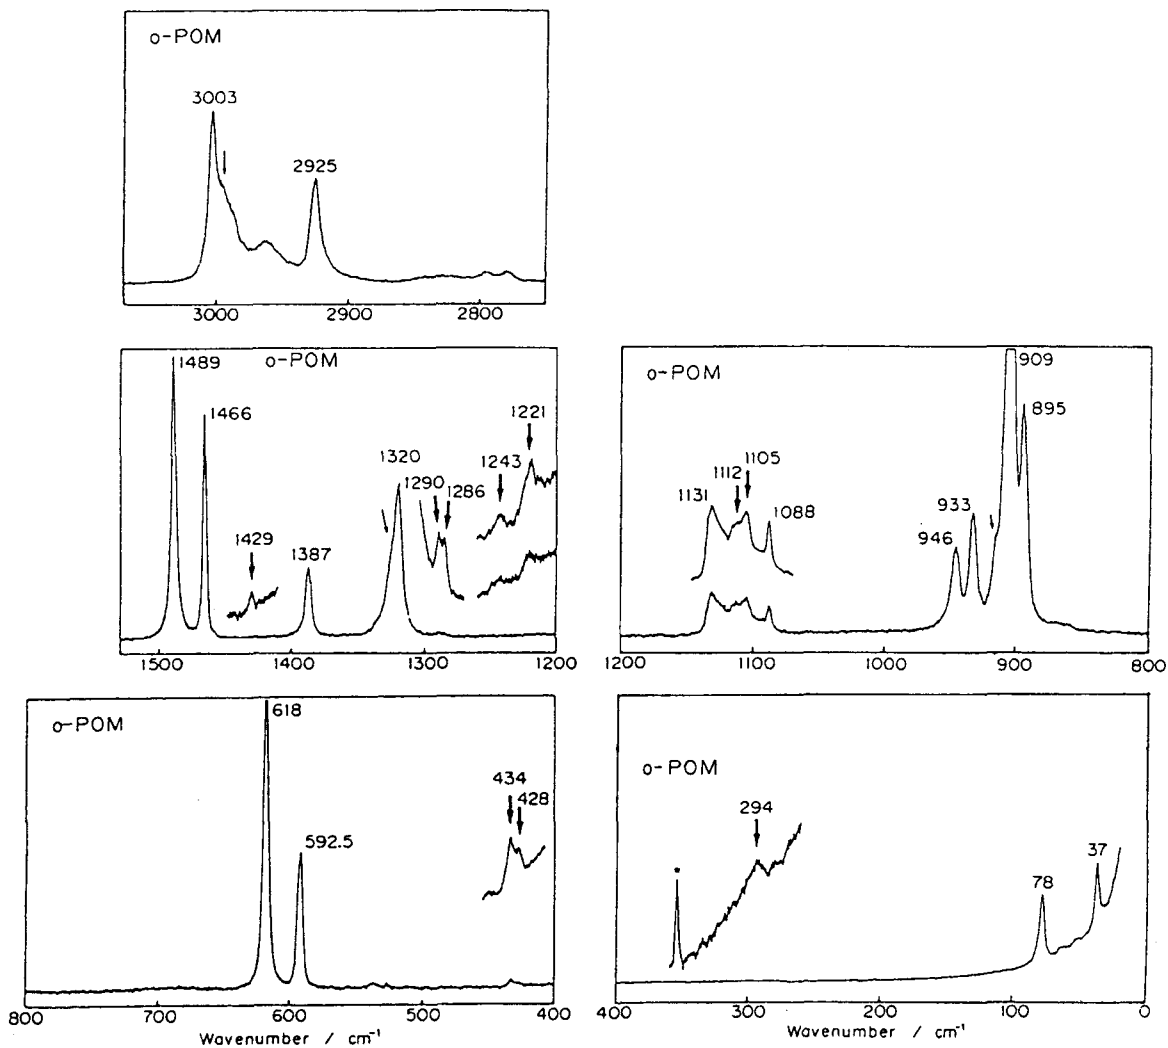 o-POM
3003
2925
3000 2900 2800
o-POM
1489
1466
1429
1387
1320
1290
1286
1243
1221
1500 1400 1300 1200
o-POM
1131
1112
1105
1088
946
933
909
895
1200 1100 1000 900 800
o-POM
618
592.5
434
428
800 700 600 500 400
Wavenumber / cm⁻¹
o-POM
*
294
78
37
400 300 200 100 0
Wavenumber / cm⁻¹